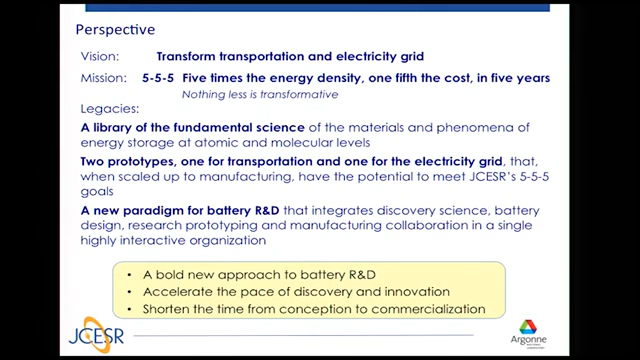 Perspective
Vision: Transform transportation and electricity grid
Mission: 5-5-5 Five times the energy density, one fifth the cost, in five years
Nothing less is transformative
Legacies:
A library of the fundamental science of the materials and phenomena of
energy storage at atomic and molecular levels
Two prototypes, one for transportation and one for the electricity grid, that,
when scaled up to manufacturing, have the potential to meet JCESR's 5-5-5
goals
A new paradigm for battery R&D that integrates discovery science, battery
design, research prototyping and manufacturing collaboration in a single
highly interactive organization
• A bold new approach to battery R&D
• Accelerate the pace of discovery and innovation
• Shorten the time from conception to commercialization
JCESR
Argonne